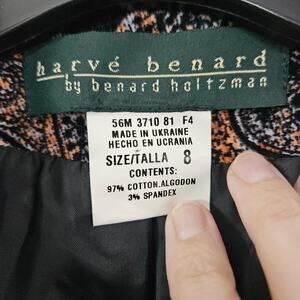 harvé benard
by benard holtzman
56M 3710 81 F4
MADE IN UKRAINE
HECHO EN UCRANIA
SIZE/TALLA 8
CONTENTS:
97% COTTON.ALGODON
3% SPANDEX